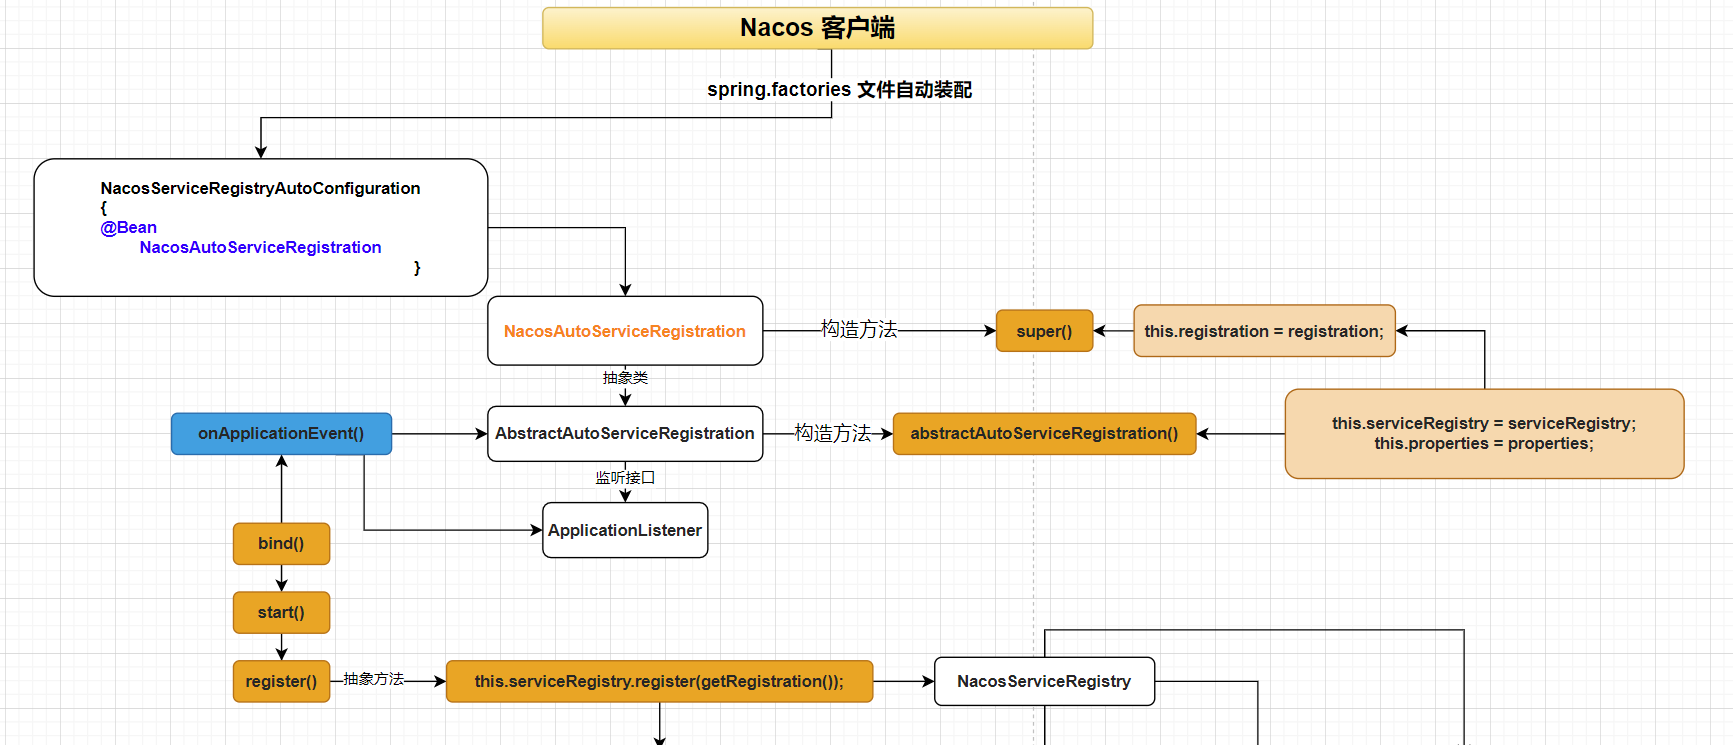 Nacos 客户端
spring.factories 文件自动装配
NacosServiceRegistryAutoConfiguration
{
@Bean
NacosAutoServiceRegistration
}
NacosAutoServiceRegistration
构造方法
super()
this.registration = registration;
抽象类
onApplicationEvent()
AbstractAutoServiceRegistration
构造方法
abstractAutoServiceRegistration()
this.serviceRegistry = serviceRegistry;
this.properties = properties;
监听接口
ApplicationListener
bind()
start()
register()
抽象方法
this.serviceRegistry.register(getRegistration());
NacosServiceRegistry